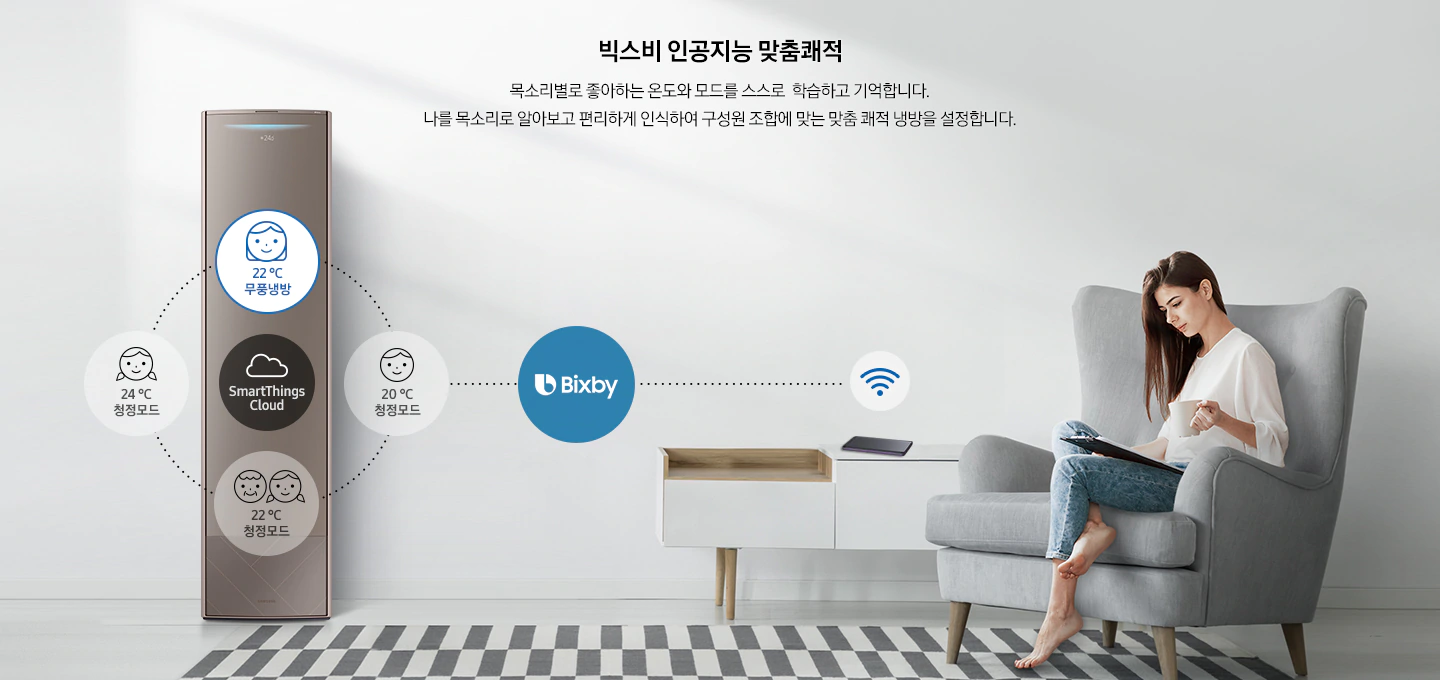 빅스비 인공지능 맞춤쾌적
목소리별로 좋아하는 온도와 모드를 스스로 학습하고 기억합니다.
나를 목소리로 알아보고 편리하게 인식하여 구성원 조합에 맞는 맞춤 쾌적 냉방을 설정합니다.
22 ℃
무풍냉방
24 ℃
청정모드
SmartThings
Cloud
20 ℃
청정모드
Bixby
22 ℃
청정모드